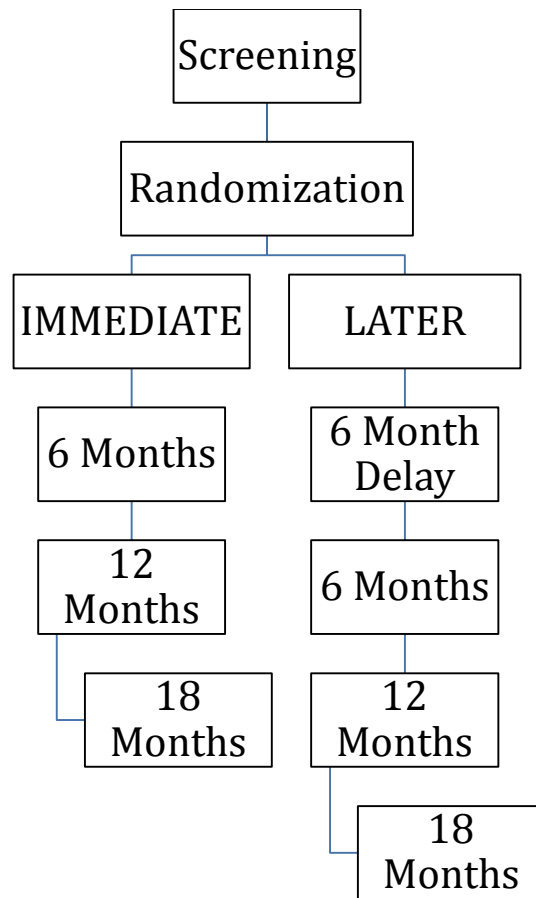 Screening
Randomization
IMMEDIATE
LATER
6 Months
6 Month
Delay
12
Months
6 Months
18
Months
12
Months
18
Months